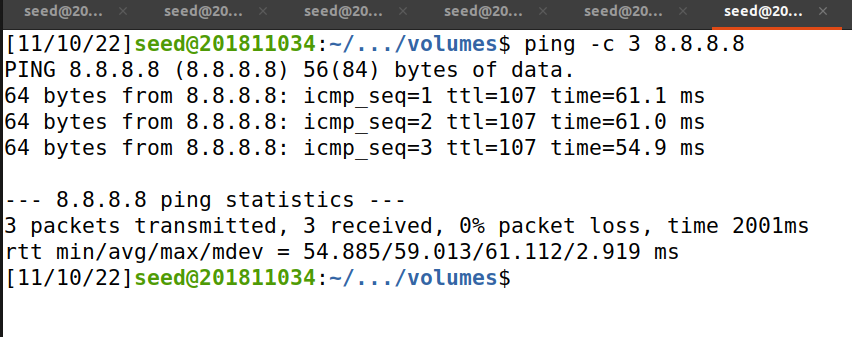 seed@20... × seed@20... × seed@20... × seed@20... × seed@20... × seed@20... ×
[11/10/22]seed@201811034:~/.../volumes$ ping -c 3 8.8.8.8
PING 8.8.8.8 (8.8.8.8) 56(84) bytes of data.
64 bytes from 8.8.8.8: icmp_seq=1 ttl=107 time=61.1 ms
64 bytes from 8.8.8.8: icmp_seq=2 ttl=107 time=61.0 ms
64 bytes from 8.8.8.8: icmp_seq=3 ttl=107 time=54.9 ms

--- 8.8.8.8 ping statistics ---
3 packets transmitted, 3 received, 0% packet loss, time 2001ms
rtt min/avg/max/mdev = 54.885/59.013/61.112/2.919 ms
[11/10/22]seed@201811034:~/.../volumes$